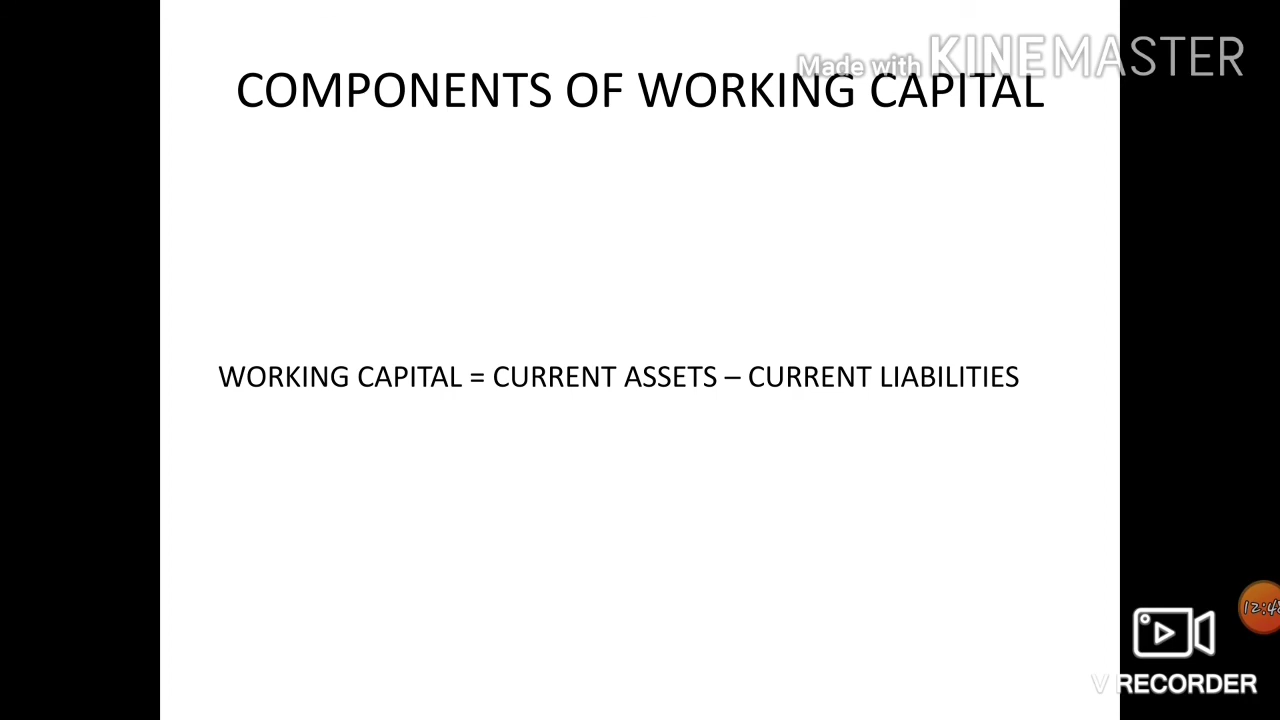 Made with KINEMASTER
COMPONENTS OF WORKING CAPITAL
WORKING CAPITAL = CURRENT ASSETS – CURRENT LIABILITIES
V RECORDER